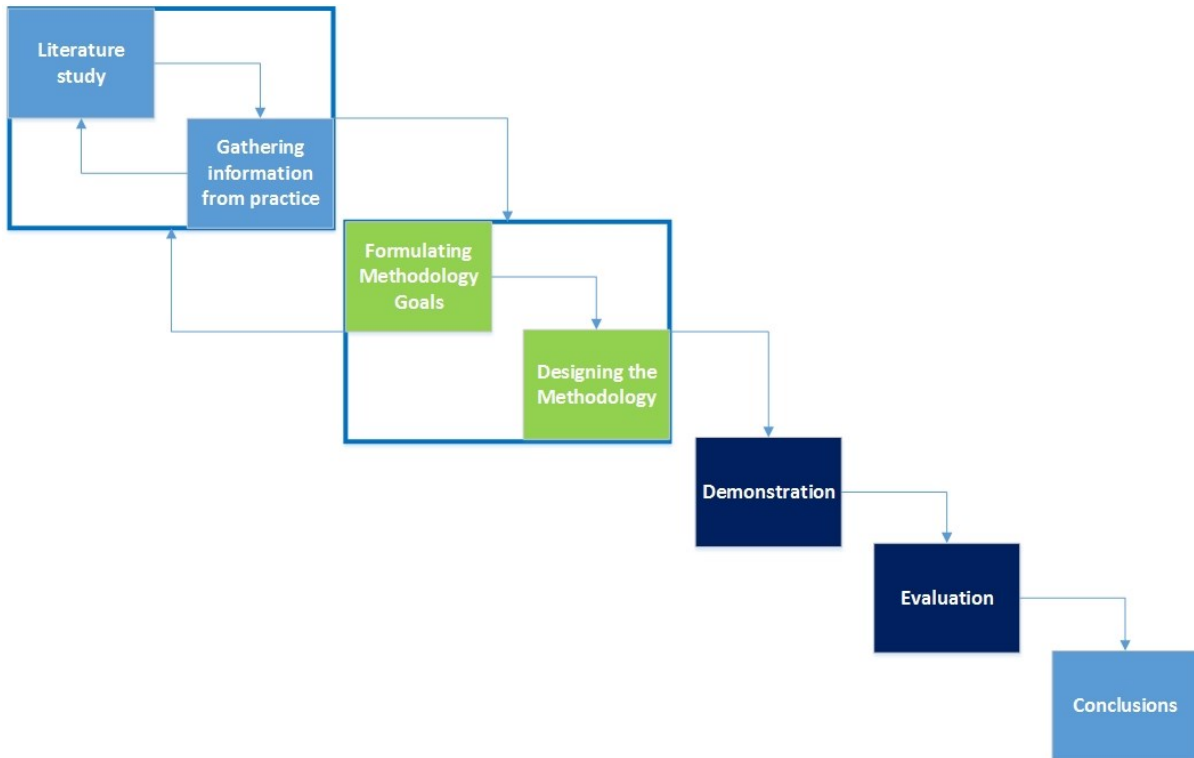 Literature
study
Gathering
information
from practice
Formulating
Methodology
Goals
Designing the
Methodology
Demonstration
Evaluation
Conclusions